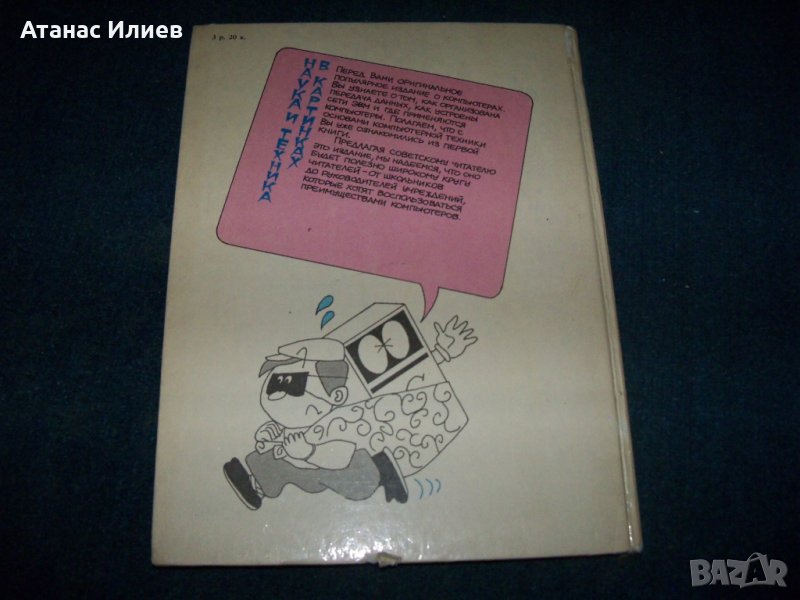 Атанас Илиев
3 р. 20 к.
НАУКА И ТЕХНИКА
В КАРТИНКАХ
ПЕРЕД ВАМИ ОРИГИНАЛЬНОЕ
ПОПУЛЯРНОЕ ИЗДАНИЕ О КОМПЬЮТЕРАХ.
ВЫ УЗНАЕТЕ О ТОМ, КАК ОРГАНИЗОВАНА
ПЕРЕДАЧА ДАННЫХ, КАК УСТРОЕНЫ
СЕТИ ЭВМ И ГДЕ ПРИМЕНЯЮТСЯ
КОМПЬЮТЕРЫ. ПОЛАГАЕМ, ЧТО С
ОСНОВАМИ КОМПЬЮТЕРНОЙ ТЕХНИКИ
ВЫ УЖЕ ОЗНАКОМИЛИСЬ ИЗ ПЕРВОЙ
КНИГИ.
ПРЕДЛАГАЯ СОВЕТСКОМУ ЧИТАТЕЛЮ
ЭТО ИЗДАНИЕ, МЫ НАДЕЕМСЯ, ЧТО ОНО
БУДЕТ ПОЛЕЗНО ШИРОКОМУ КРУГУ
ЧИТАТЕЛЕЙ - ОТ ШКОЛЬНИКОВ
ДО РУКОВОДИТЕЛЕЙ УЧРЕЖДЕНИЙ,
КОТОРЫЕ ХОТЯТ ВОСПОЛЬЗОВАТЬСЯ
ПРЕИМУЩЕСТВАМИ КОМПЬЮТЕРОВ.
BAZAR